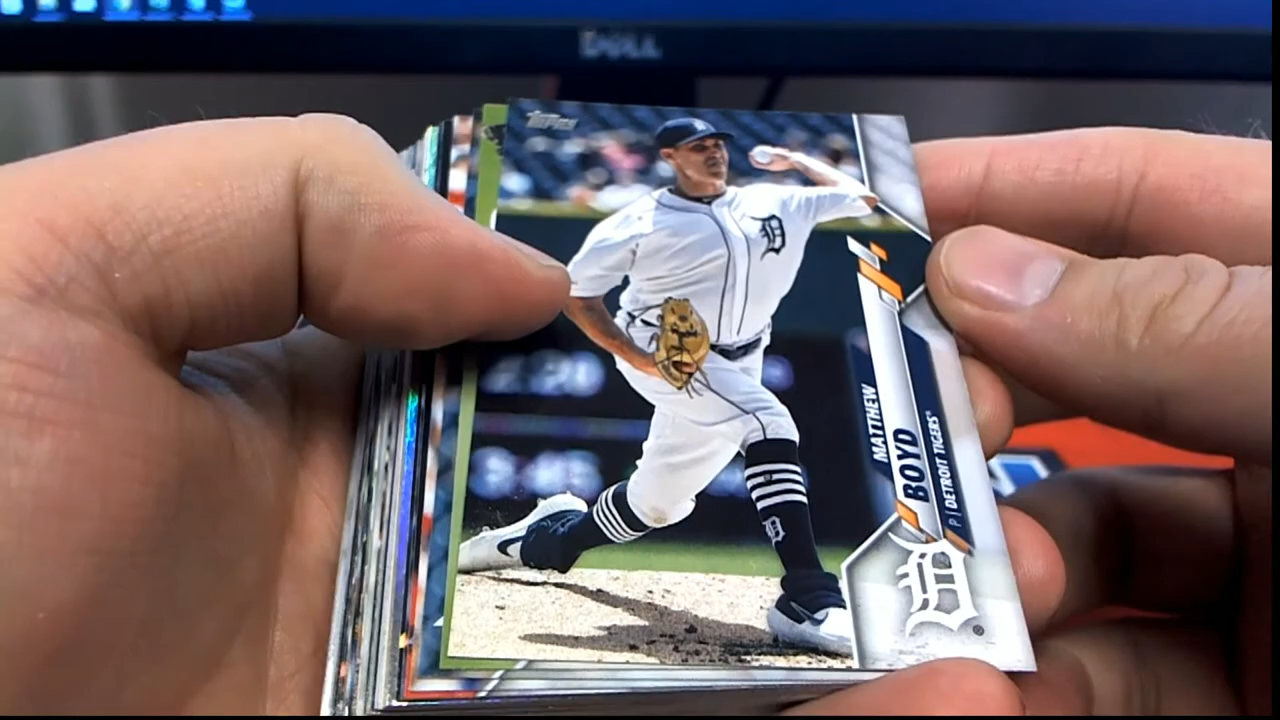 DELL
TOPPS
D
MATTHEW
BOYD
P | DETROIT TIGERS
D